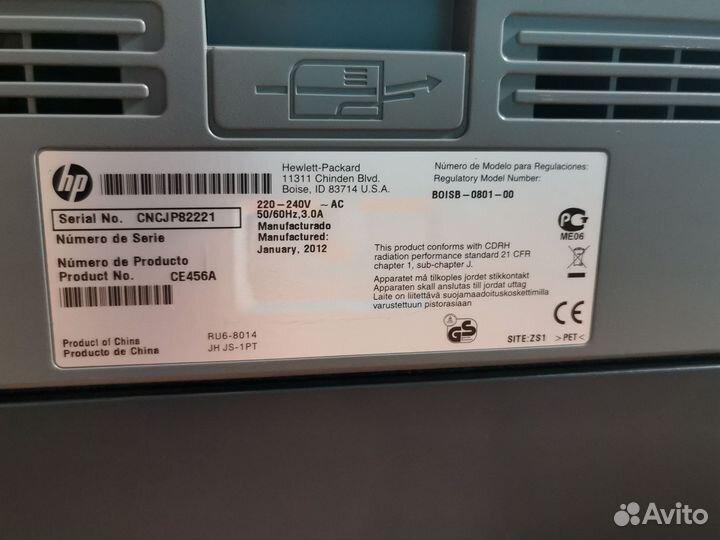 hp
Hewlett-Packard
11311 Chinden Blvd.
Boise, ID 83714 U.S.A.
Número de Modelo para Regulaciones:
Regulatory Model Number:
BOISB-0801-00
220-240V ~ AC
50/60Hz,3.0A
Manufacturado
Manufactured:
January, 2012
Serial No. CNCJP82221
Número de Serie
Número de Producto
Product No. CE456A
PG
ME06
This product conforms with CDRH
radiation performance standard 21 CFR
chapter 1, sub-chapter J.
Apparatet må tilkoples jordet stikkontakt
Apparaten skall anslutas till jordat uttag
Laite on liitettävä suojamaadoituskoskettimilla
varustettuun pistorasiaan
CE
GS
SITE:ZS1 >PET<
Product of China
Producto de China
RU6-8014
JH JS-1PT
Avito